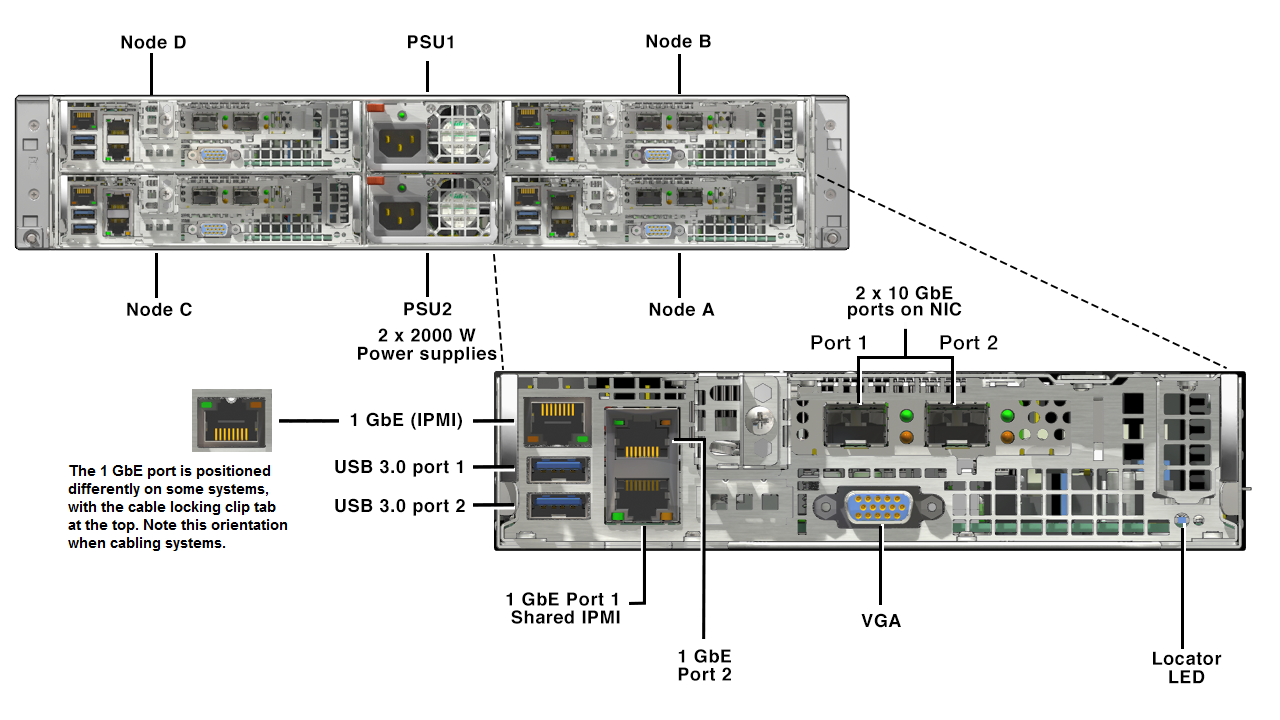 Node D
PSU1
Node B
Node C
PSU2
Node A
2 x 2000 W
Power supplies
2 x 10 GbE
ports on NIC
Port 1
Port 2
1 GbE (IPMI)
USB 3.0 port 1
USB 3.0 port 2
The 1 GbE port is positioned
differently on some systems,
with the cable locking clip tab
at the top. Note this orientation
when cabling systems.
1 GbE Port 1
Shared IPMI
1 GbE
Port 2
VGA
Locator
LED